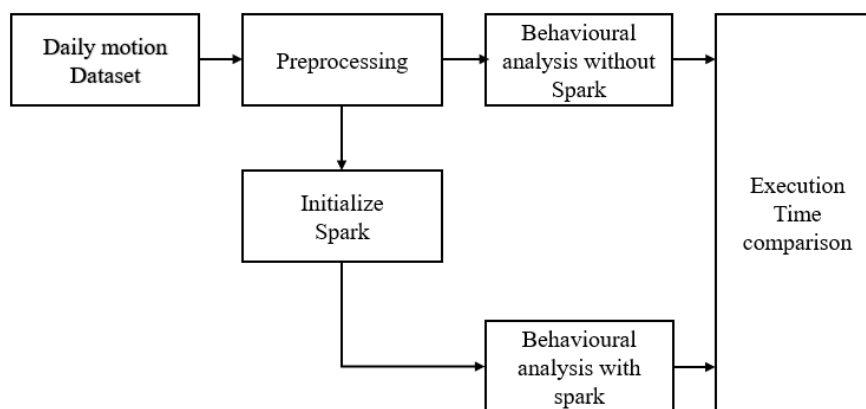 Daily motion
Dataset
Preprocessing
Behavioural
analysis without
Spark
Initialize
Spark
Behavioural
analysis with
spark
Execution
Time
comparison